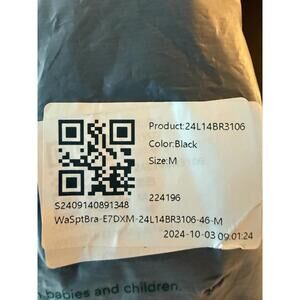 Product:24L14BR3106
Color:Black
Size:M
224196
S2409140891348
WaSptBra-E7DXM-24L14BR3106-46-M
2024-10-03 09:01:24
babies and children.